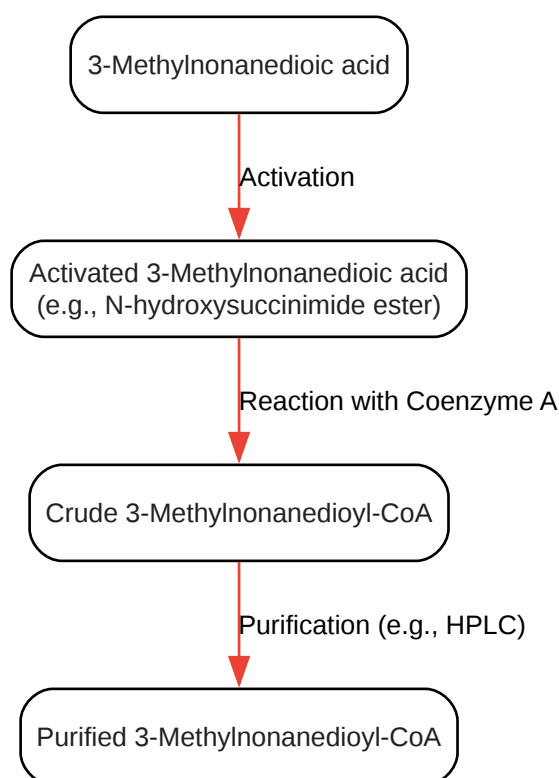 3-Methylnonanedioic acid
Activation
Activated 3-Methylnonanedioic acid
(e.g., N-hydroxysuccinimide ester)
Reaction with Coenzyme A
Crude 3-Methylnonanedioyl-CoA
Purification (e.g., HPLC)
Purified 3-Methylnonanedioyl-CoA